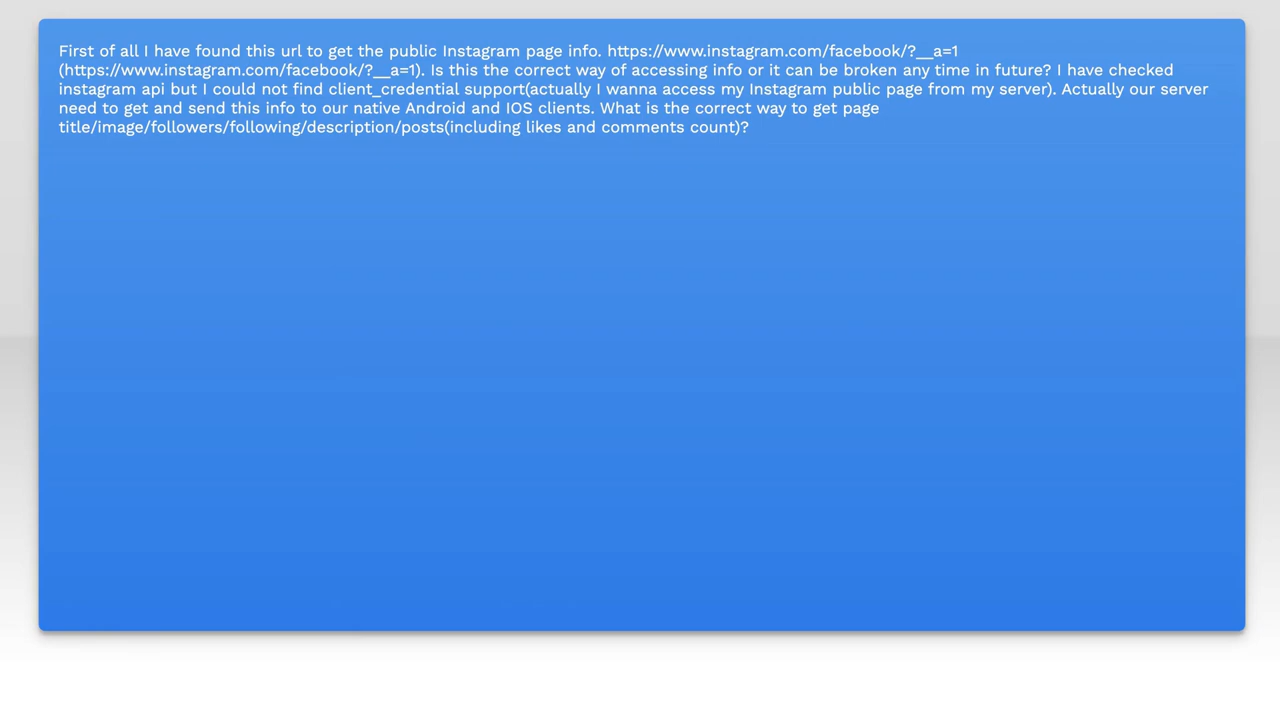 First of all I have found this url to get the public Instagram page info. https://www.instagram.com/facebook/?__a=1
(https://www.instagram.com/facebook/?__a=1). Is this the correct way of accessing info or it can be broken any time in future? I have checked
instagram api but I could not find client_credential support(actually I wanna access my Instagram public page from my server). Actually our server
need to get and send this info to our native Android and IOS clients. What is the correct way to get page
title/image/followers/following/description/posts(including likes and comments count)?